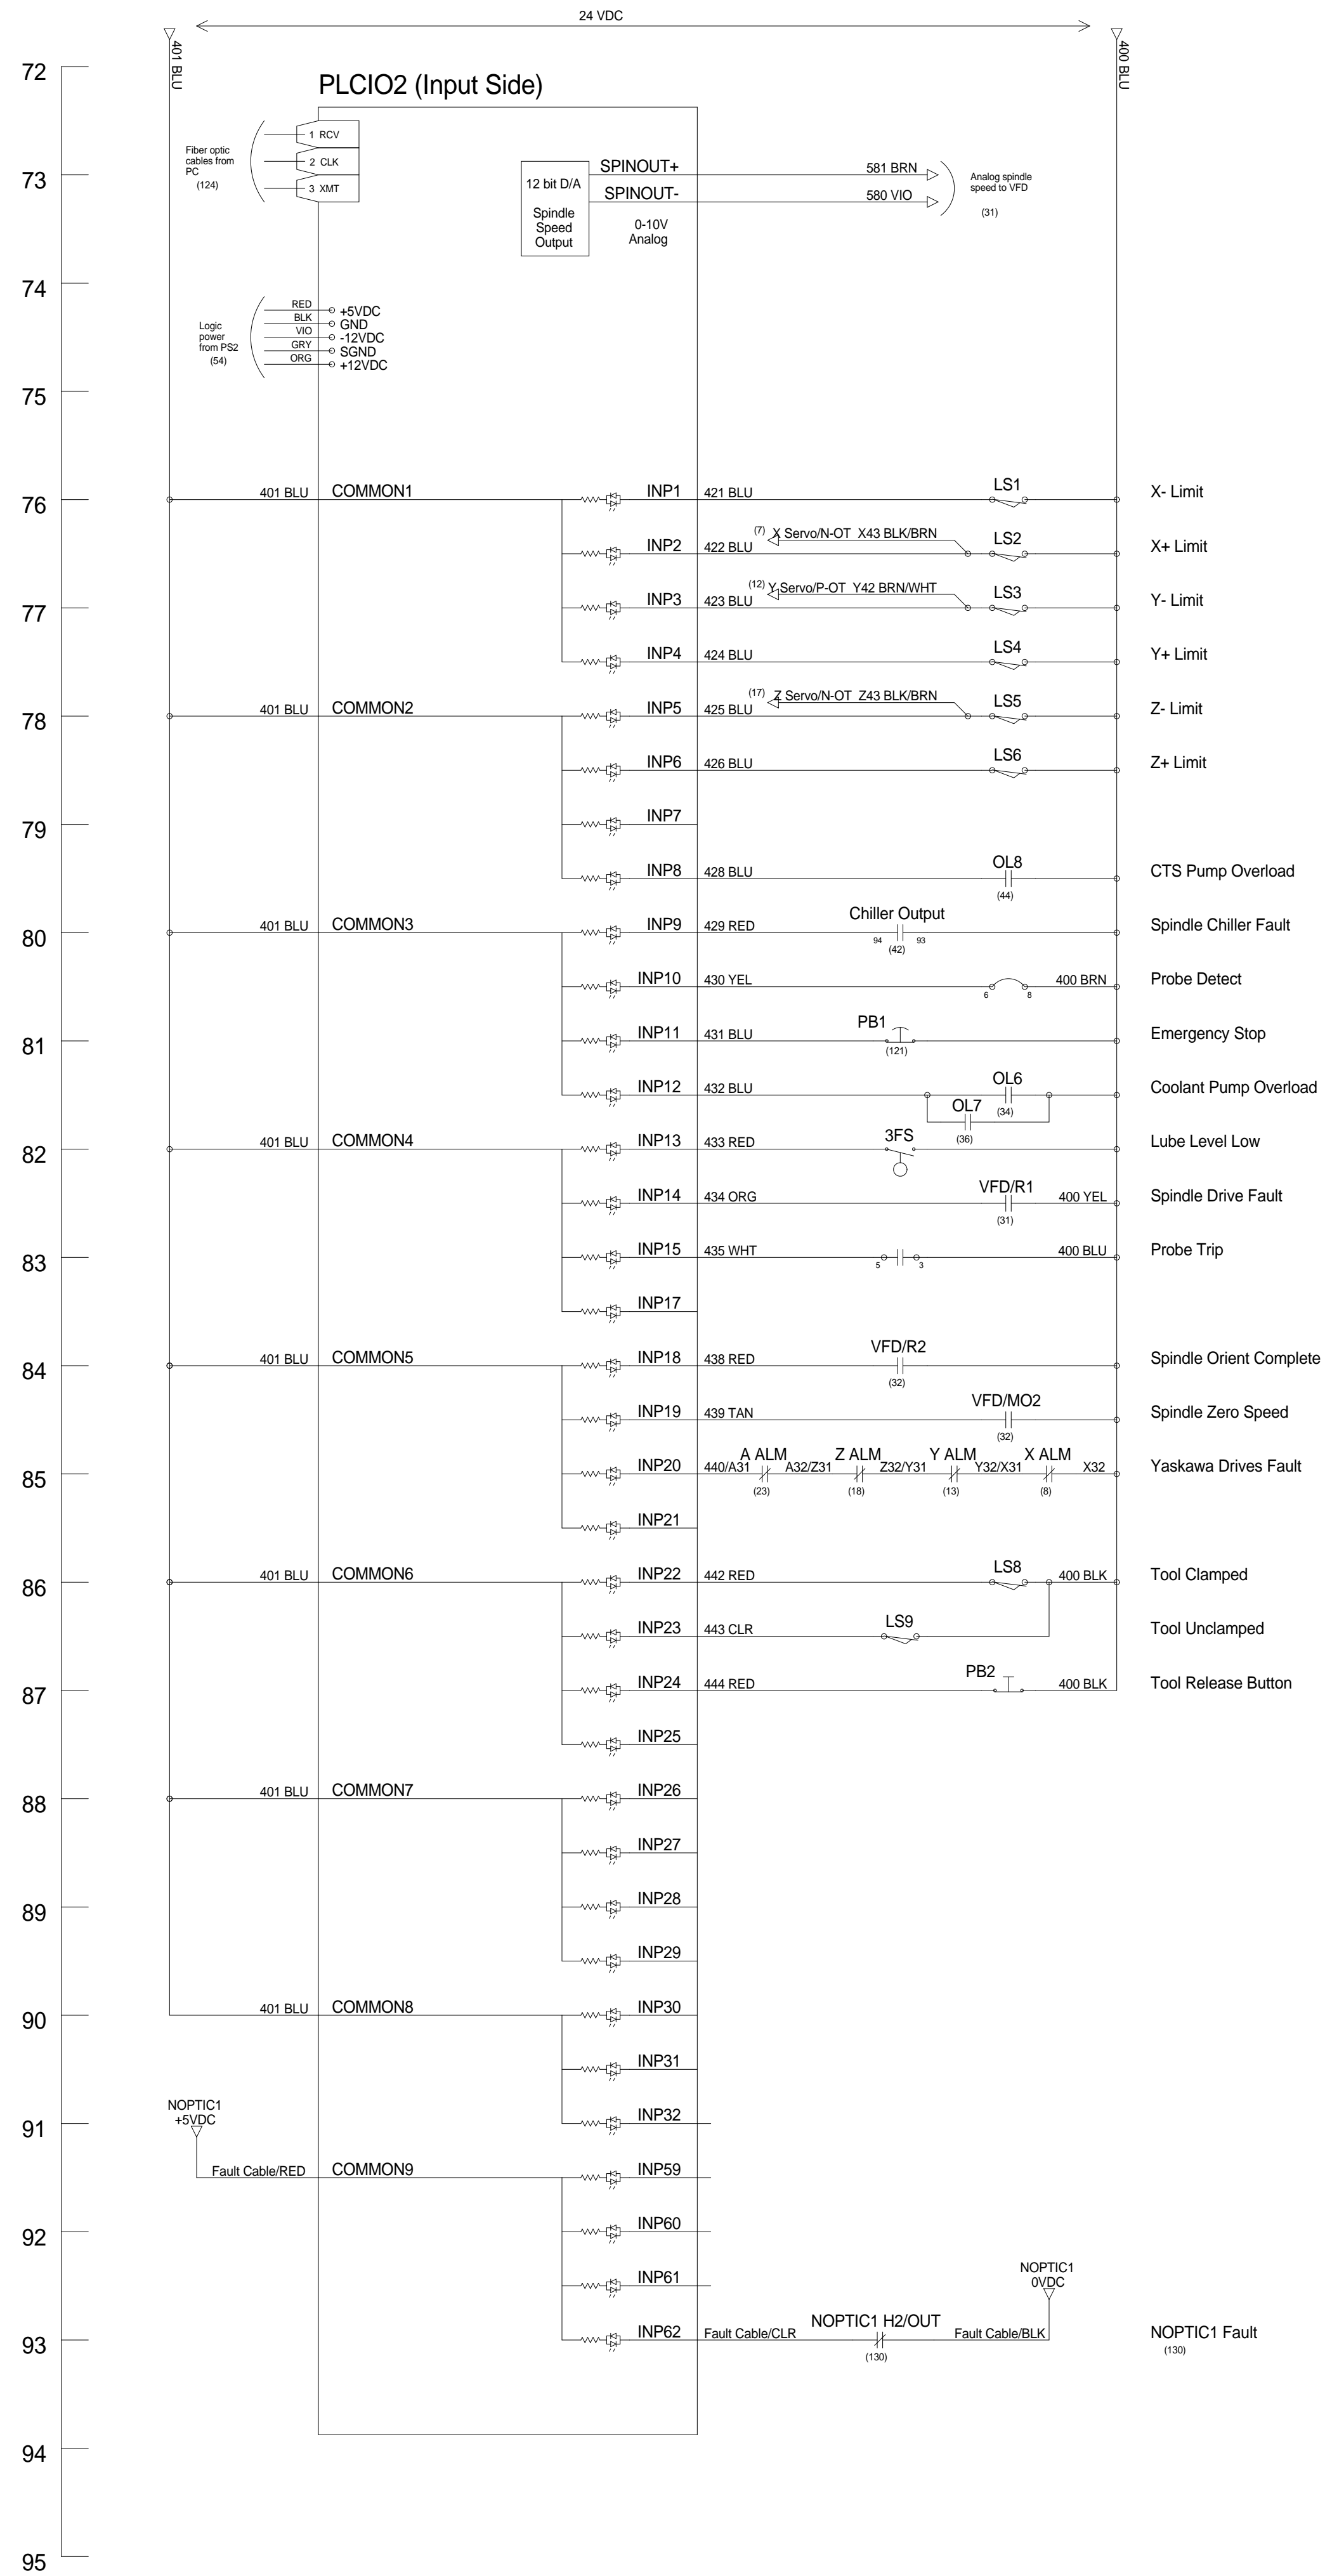 24 VDC
401 BLU
400 BLU
72
PLCIO2 (Input Side)
1 RCV
Fiber optic
cables from
PC
(124)
2 CLK
3 XMT
73
12 bit D/A
Spindle
Speed
Output
SPINOUT+
581 BRN
SPINOUT-
580 VIO
0-10V
Analog
Analog spindle
speed to VFD
(31)
74
Logic
power
from PS2
(54)
RED +5VDC
BLK GND
VIO -12VDC
GRY SGND
ORG +12VDC
75
76
401 BLU COMMON1 INP1 421 BLU LS1 X- Limit
(7) X Servo/N-OT X43 BLK/BRN
INP2 422 BLU LS2 X+ Limit
(12) Y Servo/P-OT Y42 BRN/WHT
77
INP3 423 BLU LS3 Y- Limit
INP4 424 BLU LS4 Y+ Limit
(17) Z Servo/N-OT Z43 BLK/BRN
78
401 BLU COMMON2 INP5 425 BLU LS5 Z- Limit
INP6 426 BLU LS6 Z+ Limit
79
INP7
INP8 428 BLU OL8 CTS Pump Overload
(44)
80
401 BLU COMMON3 INP9 429 RED Chiller Output Spindle Chiller Fault
94 93
(42)
INP10 430 YEL 400 BRN Probe Detect
6 8
81
INP11 431 BLU PB1 Emergency Stop
(121)
INP12 432 BLU OL6 Coolant Pump Overload
(34)
OL7
(36)
82
401 BLU COMMON4 INP13 433 RED 3FS Lube Level Low
INP14 434 ORG VFD/R1 400 YEL Spindle Drive Fault
(31)
83
INP15 435 WHT 400 BLU Probe Trip
5 3
INP17
84
401 BLU COMMON5 INP18 438 RED VFD/R2 Spindle Orient Complete
(32)
INP19 439 TAN VFD/MO2 Spindle Zero Speed
(32)
85
A ALM Z ALM Y ALM X ALM
INP20 440/A31 A32/Z31 Z32/Y31 Y32/X31 X32 Yaskawa Drives Fault
(23) (18) (13) (8)
INP21
86
401 BLU COMMON6 INP22 442 RED LS8 400 BLK Tool Clamped
INP23 443 CLR LS9 Tool Unclamped
87
INP24 444 RED PB2 400 BLK Tool Release Button
INP25
88
401 BLU COMMON7 INP26
INP27
89
INP28
INP29
90
401 BLU COMMON8 INP30
INP31
91
NOPTIC1
+5VDC
INP32
Fault Cable/RED COMMON9 INP59
92
INP60
INP61
NOPTIC1
0VDC
93
INP62 Fault Cable/CLR NOPTIC1 H2/OUT Fault Cable/BLK NOPTIC1 Fault
(130) (130)
94
95